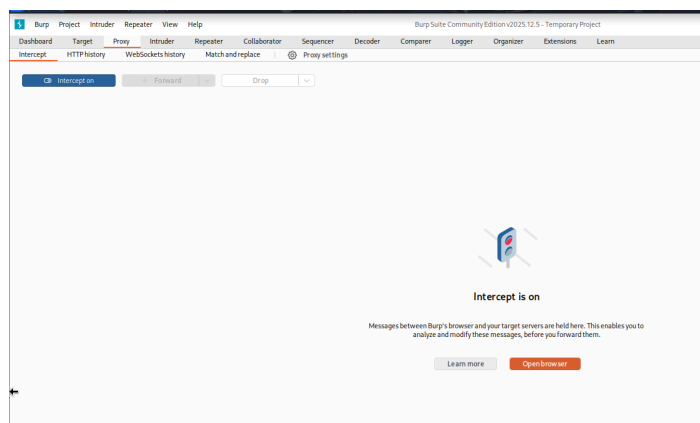 Burp Project Intruder Repeater View Help Burp Suite Community Edition v2025.12.5 - Temporary Project
Dashboard Target Proxy Intruder Repeater Collaborator Sequencer Decoder Comparer Logger Organizer Extensions Learn
Intercept HTTP history WebSockets history Match and replace Proxy settings
Intercept on Forward Drop
Intercept is on
Messages between Burp's browser and your target servers are held here. This enables you to
analyze and modify these messages, before you forward them.
Learn more Open browser